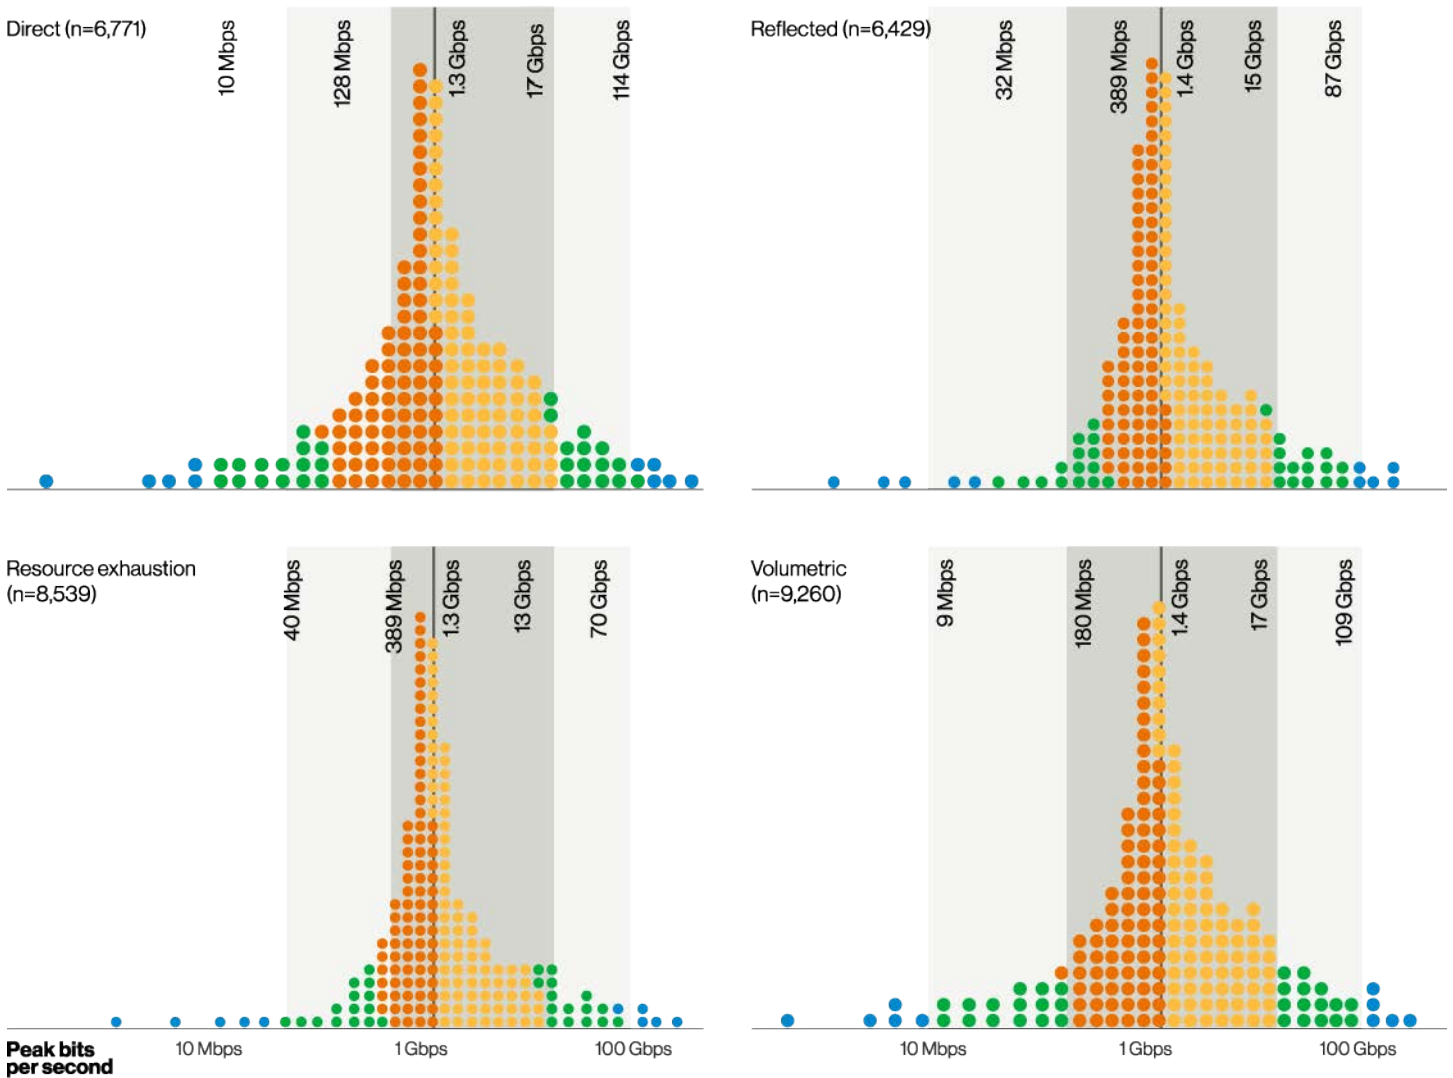 Direct (n=6,771)
10 Mbps
128 Mbps
1.3 Gbps
17 Gbps
114 Gbps
Reflected (n=6,429)
32 Mbps
389 Mbps
1.4 Gbps
15 Gbps
87 Gbps
Resource exhaustion
(n=8,539)
40 Mbps
389 Mbps
1.3 Gbps
13 Gbps
70 Gbps
Volumetric
(n=9,260)
9 Mbps
180 Mbps
1.4 Gbps
17 Gbps
109 Gbps
Peak bits
per second
10 Mbps
1 Gbps
100 Gbps
10 Mbps
1 Gbps
100 Gbps